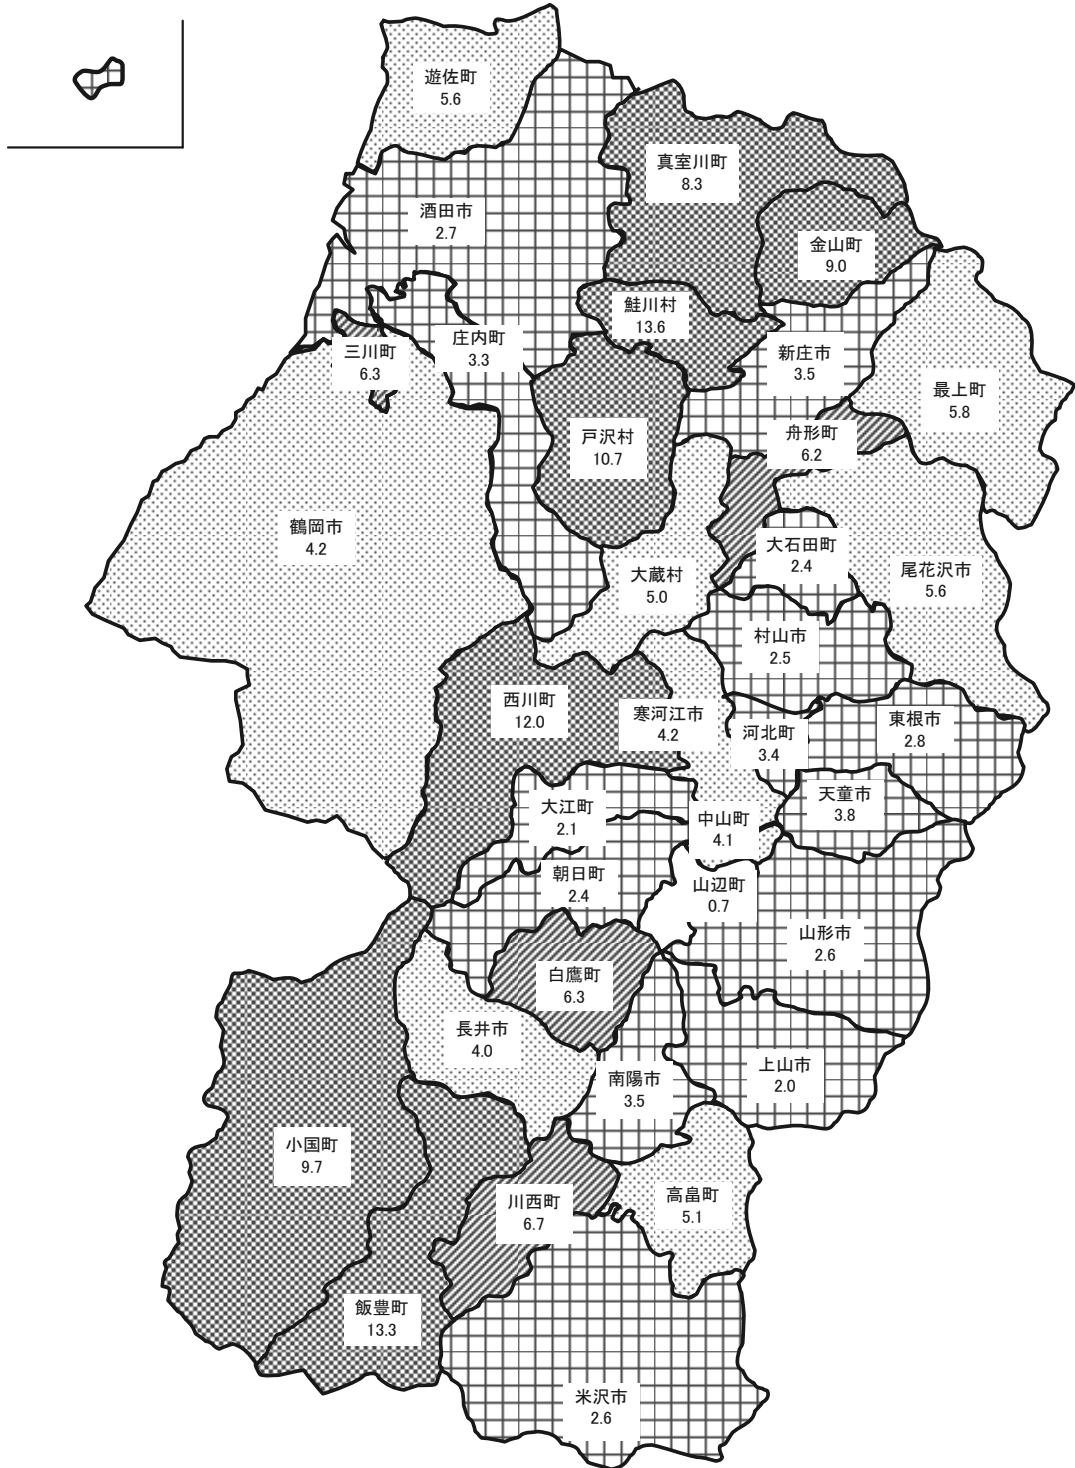 遊佐町
5.6
真室川町
8.3
酒田市
2.7
金山町
9.0
鮭川村
13.6
庄内町
3.3
三川町
6.3
新庄市
3.5
最上町
5.8
戸沢村
10.7
舟形町
6.2
鶴岡市
4.2
大石田町
2.4
大蔵村
5.0
尾花沢市
5.6
村山市
2.5
西川町
12.0
寒河江市
4.2
河北町
3.4
東根市
2.8
大江町
2.1
中山町
4.1
天童市
3.8
朝日町
2.4
山辺町
0.7
山形市
2.6
白鷹町
6.3
長井市
4.0
南陽市
3.5
上山市
2.0
小国町
9.7
川西町
6.7
高畠町
5.1
飯豊町
13.3
米沢市
2.6